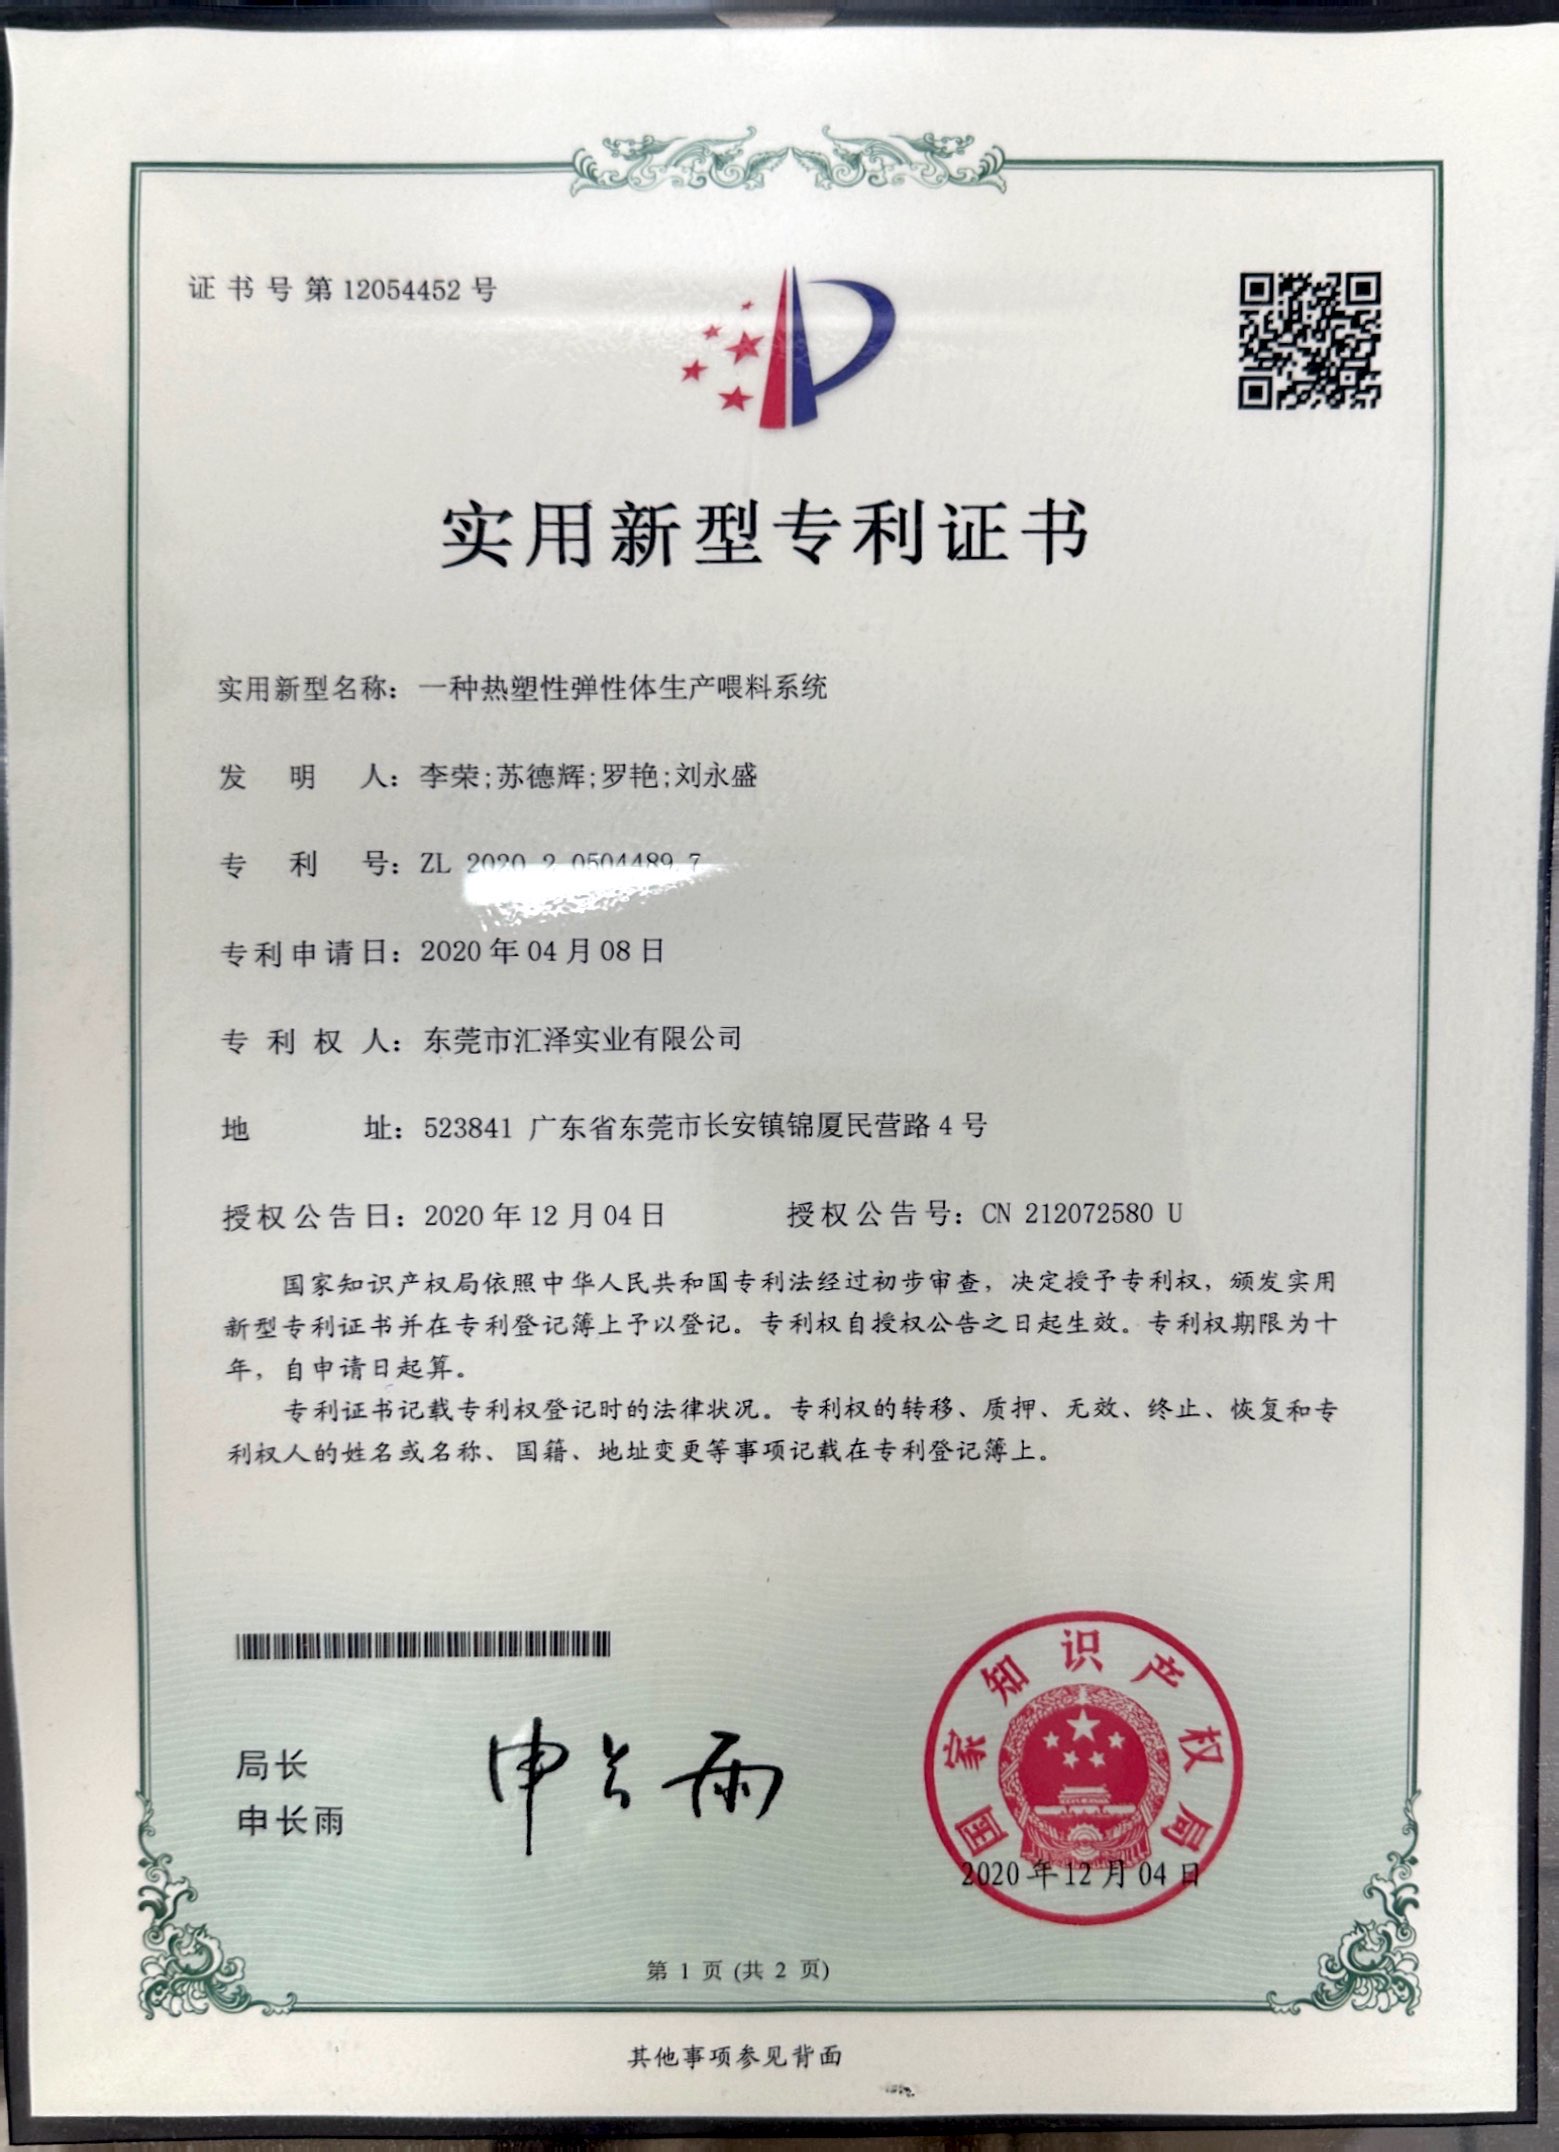 证书号第12054452号
实用新型专利证书
实用新型名称：一种热塑性弹性体生产喂料系统
发明人：李荣;苏德辉;罗艳;刘永盛
专利号：ZL 2020 2 0504489.7
专利申请日：2020年04月08日
专利权人：东莞市汇泽实业有限公司
地址：523841 广东省东莞市长安镇锦厦民营路4号
授权公告日：2020年12月04日 授权公告号：CN 212072580 U
国家知识产权局依照中华人民共和国专利法经过初步审查，决定授予专利权，颁发实用
新型专利证书并在专利登记簿上予以登记。专利权自授权公告之日起生效。专利权期限为十
年，自申请日起算。
专利证书记载专利权登记时的法律状况。专利权的转移、质押、无效、终止、恢复和专
利权人的姓名或名称、国籍、地址变更等事项记载在专利登记簿上。
局长
申长雨
申长雨
国家知识产权局
2020年12月04日
第 1 页 (共 2 页)
其他事项参见背面